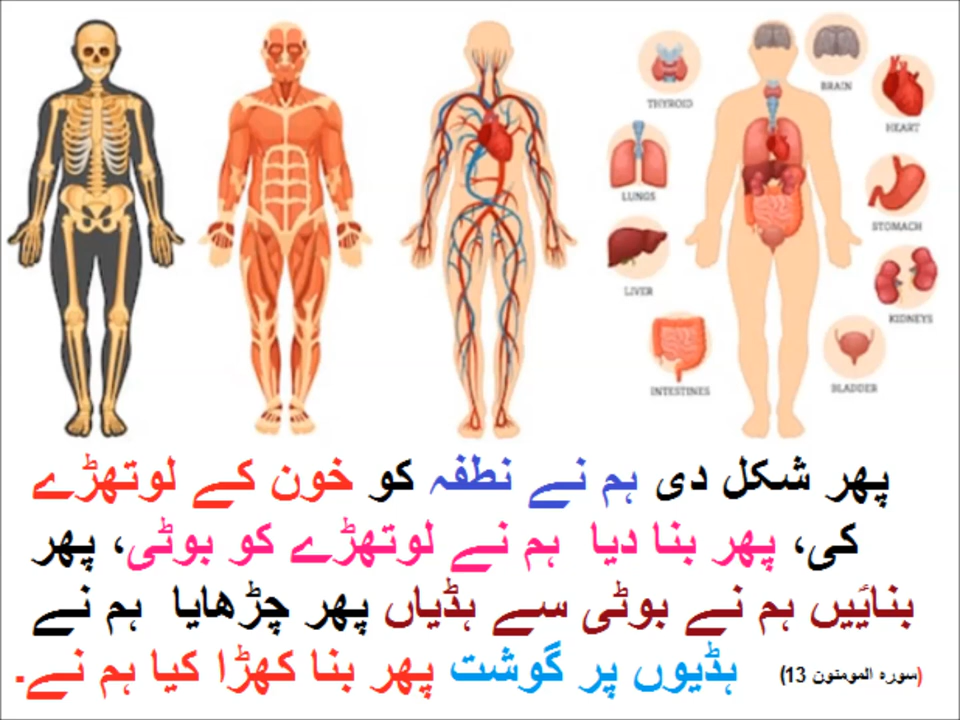 BRAIN
THYROID
HEART
LUNGS
STOMACH
LIVER
KIDNEYS
INTESTINES
BLADDER
پھر شکل دی ہم نے نطفہ کو خون کے لوتھڑے
کی، پھر بنا دیا ہم نے لوتھڑے کو بوٹی، پھر
بنائیں ہم نے بوٹی سے ہڈیاں پھر چڑھایا ہم نے
ہڈیوں پر گوشت پھر بنا کھڑا کیا ہم نے۔ (سورہ المومنون 13)